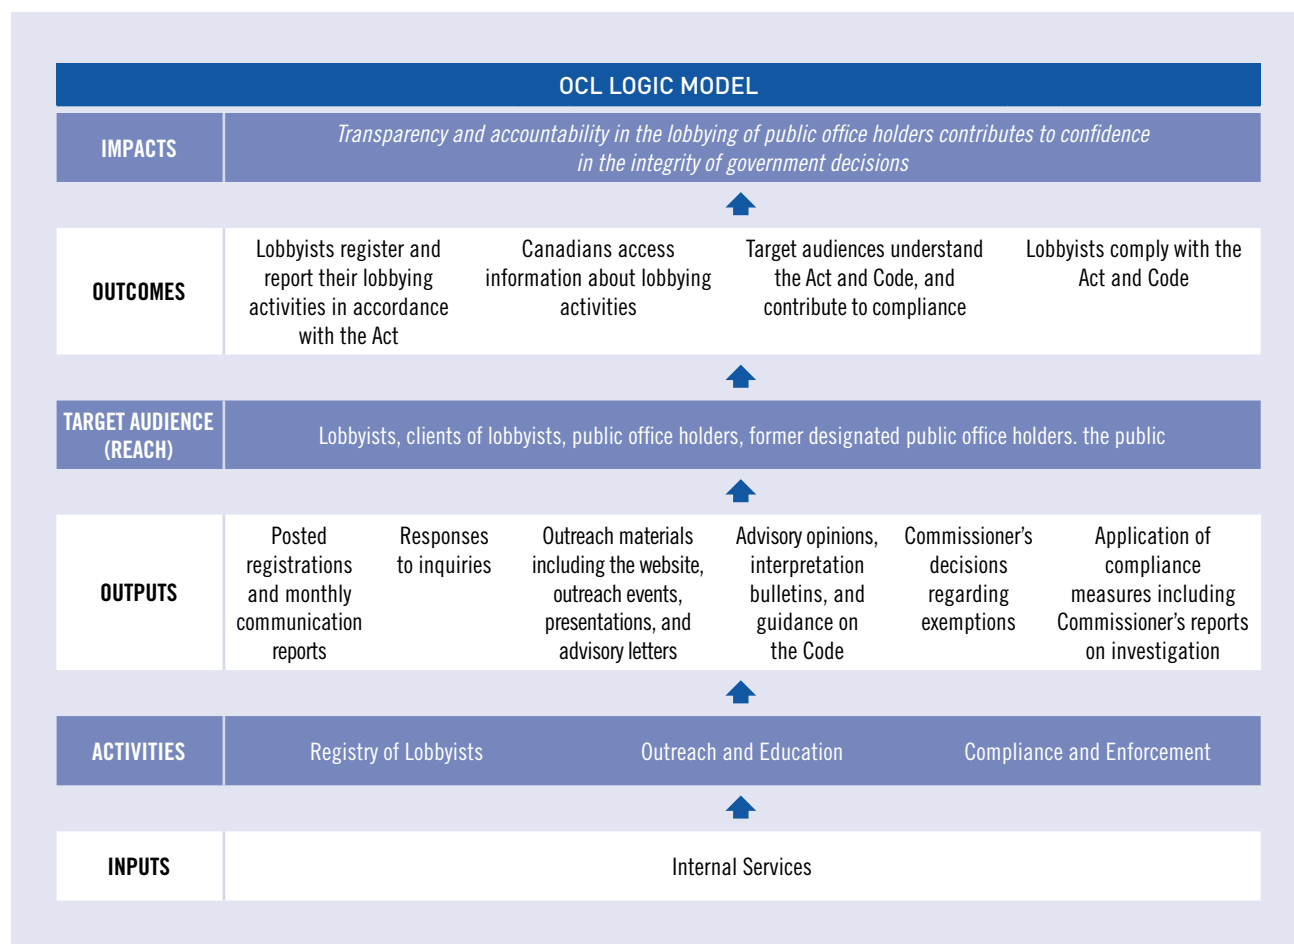 OCL LOGIC MODEL
IMPACTS
Transparency and accountability in the lobbying of public office holders contributes to confidence
in the integrity of government decisions
OUTCOMES
Lobbyists register and
report their lobbying
activities in accordance
with the Act
Canadians access
information about lobbying
activities
Target audiences understand
the Act and Code, and
contribute to compliance
Lobbyists comply with the
Act and Code
TARGET AUDIENCE
(REACH)
Lobbyists, clients of lobbyists, public office holders, former designated public office holders. the public
OUTPUTS
Posted
registrations
and monthly
communication
reports
Responses
to inquiries
Outreach materials
including the website,
outreach events,
presentations, and
advisory letters
Advisory opinions,
interpretation
bulletins, and
guidance on
the Code
Commissioner’s
decisions
regarding
exemptions
Application of
compliance
measures including
Commissioner’s reports
on investigation
ACTIVITIES
Registry of Lobbyists
Outreach and Education
Compliance and Enforcement
INPUTS
Internal Services